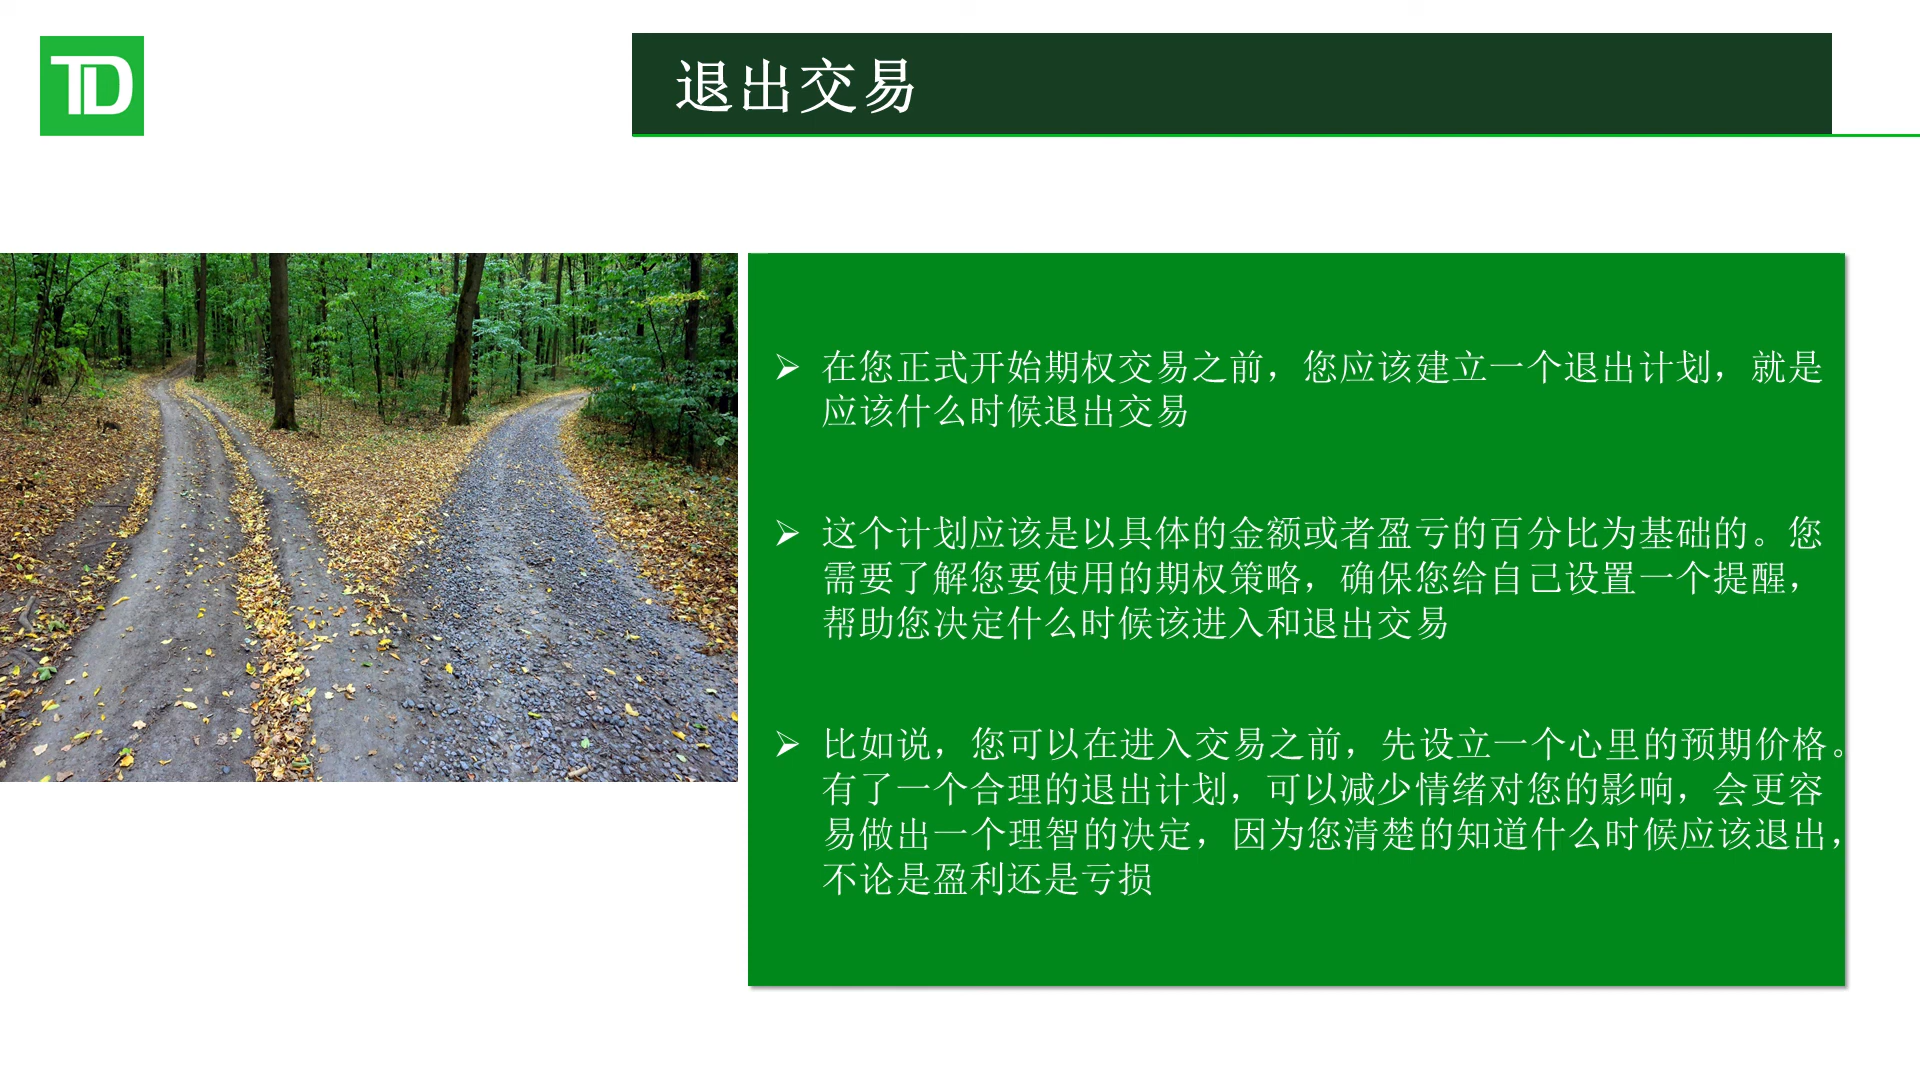 TD
退出交易
➢ 在您正式开始期权交易之前，您应该建立一个退出计划，就是
应该什么时候退出交易
➢ 这个计划应该是以具体的金额或者盈亏的百分比为基础的。您
需要了解您要使用的期权策略，确保您给自己设置一个提醒，
帮助您决定什么时候该进入和退出交易
➢ 比如说，您可以在进入交易之前，先设立一个心里的预期价格。
有了一个合理的退出计划，可以减少情绪对您的影响，会更容
易做出一个理智的决定，因为您清楚的知道什么时候应该退出，
不论是盈利还是亏损